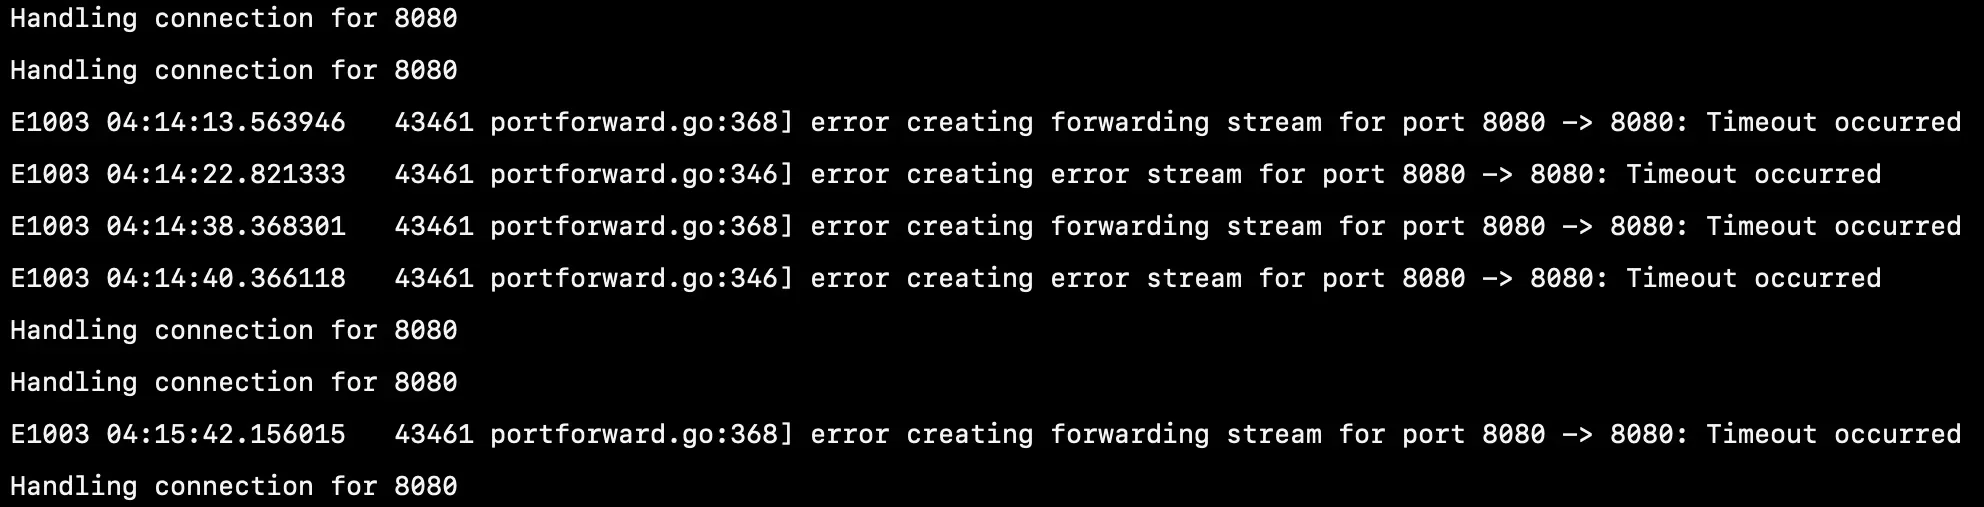 Handling connection for 8080
Handling connection for 8080
E1003 04:14:13.563946   43461 portforward.go:368] error creating forwarding stream for port 8080 -> 8080: Timeout occurred
E1003 04:14:22.821333   43461 portforward.go:346] error creating error stream for port 8080 -> 8080: Timeout occurred
E1003 04:14:38.368301   43461 portforward.go:368] error creating forwarding stream for port 8080 -> 8080: Timeout occurred
E1003 04:14:40.366118   43461 portforward.go:346] error creating error stream for port 8080 -> 8080: Timeout occurred
Handling connection for 8080
Handling connection for 8080
E1003 04:15:42.156015   43461 portforward.go:368] error creating forwarding stream for port 8080 -> 8080: Timeout occurred
Handling connection for 8080